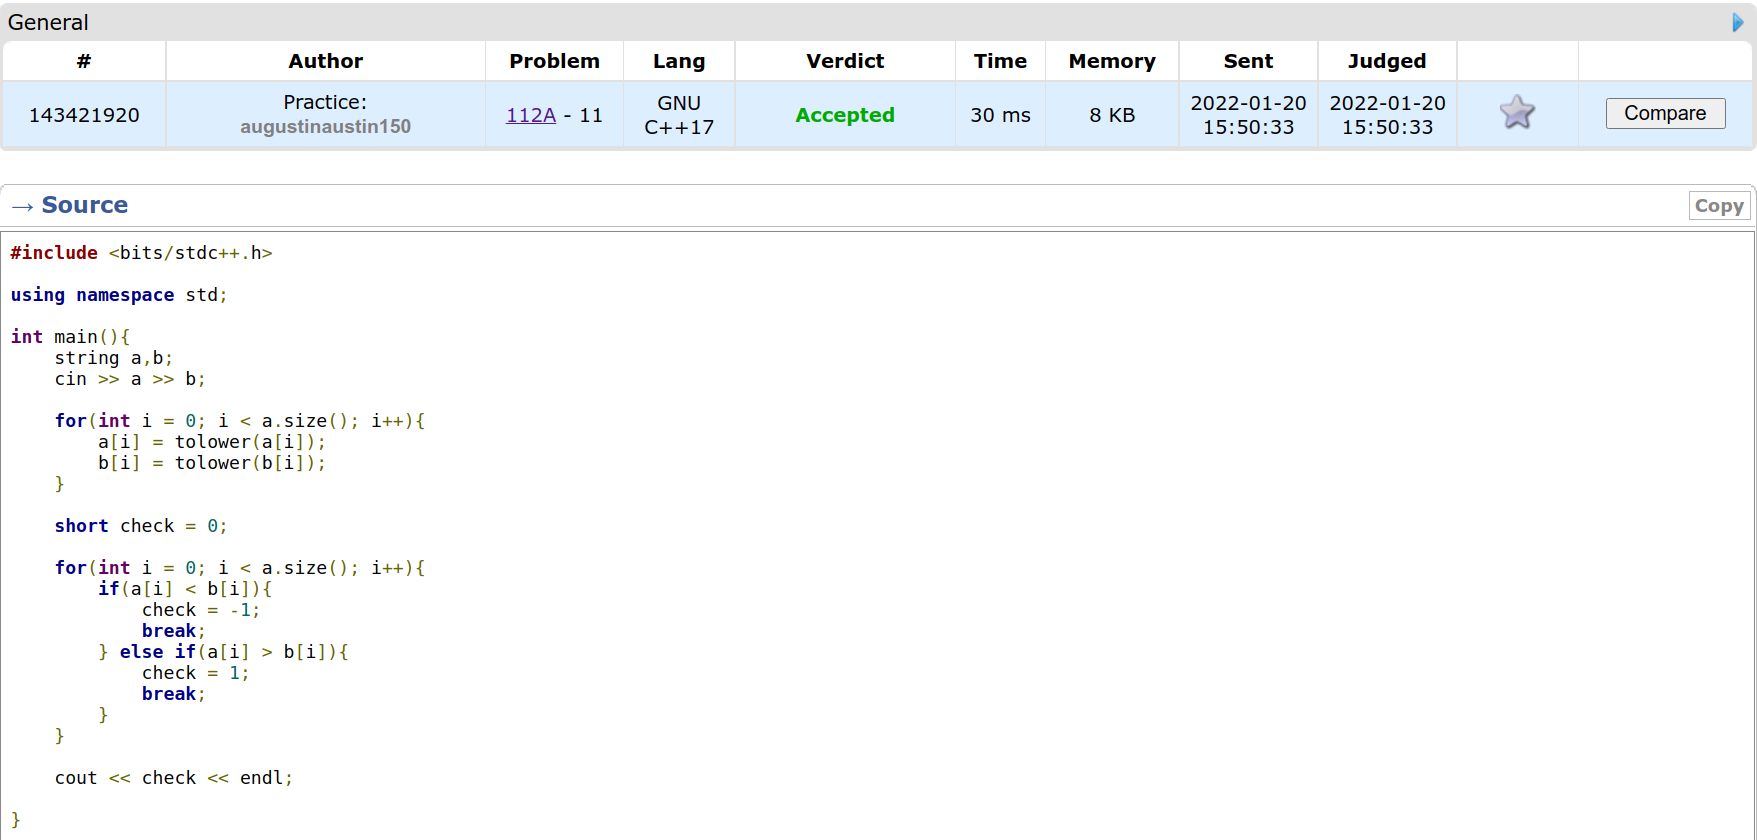 General
# Author Problem Lang Verdict Time Memory Sent Judged
143421920 Practice: augustinaustin150 112A - 11 GNU C++17 Accepted 30 ms 8 KB 2022-01-20 15:50:33 2022-01-20 15:50:33 Compare
→ Source Copy
#include <bits/stdc++.h>
using namespace std;
int main(){
    string a,b;
    cin >> a >> b;
    for(int i = 0; i < a.size(); i++){
        a[i] = tolower(a[i]);
        b[i] = tolower(b[i]);
    }
    short check = 0;
    for(int i = 0; i < a.size(); i++){
        if(a[i] < b[i]){
            check = -1;
            break;
        } else if(a[i] > b[i]){
            check = 1;
            break;
        }
    }
    cout << check << endl;
}